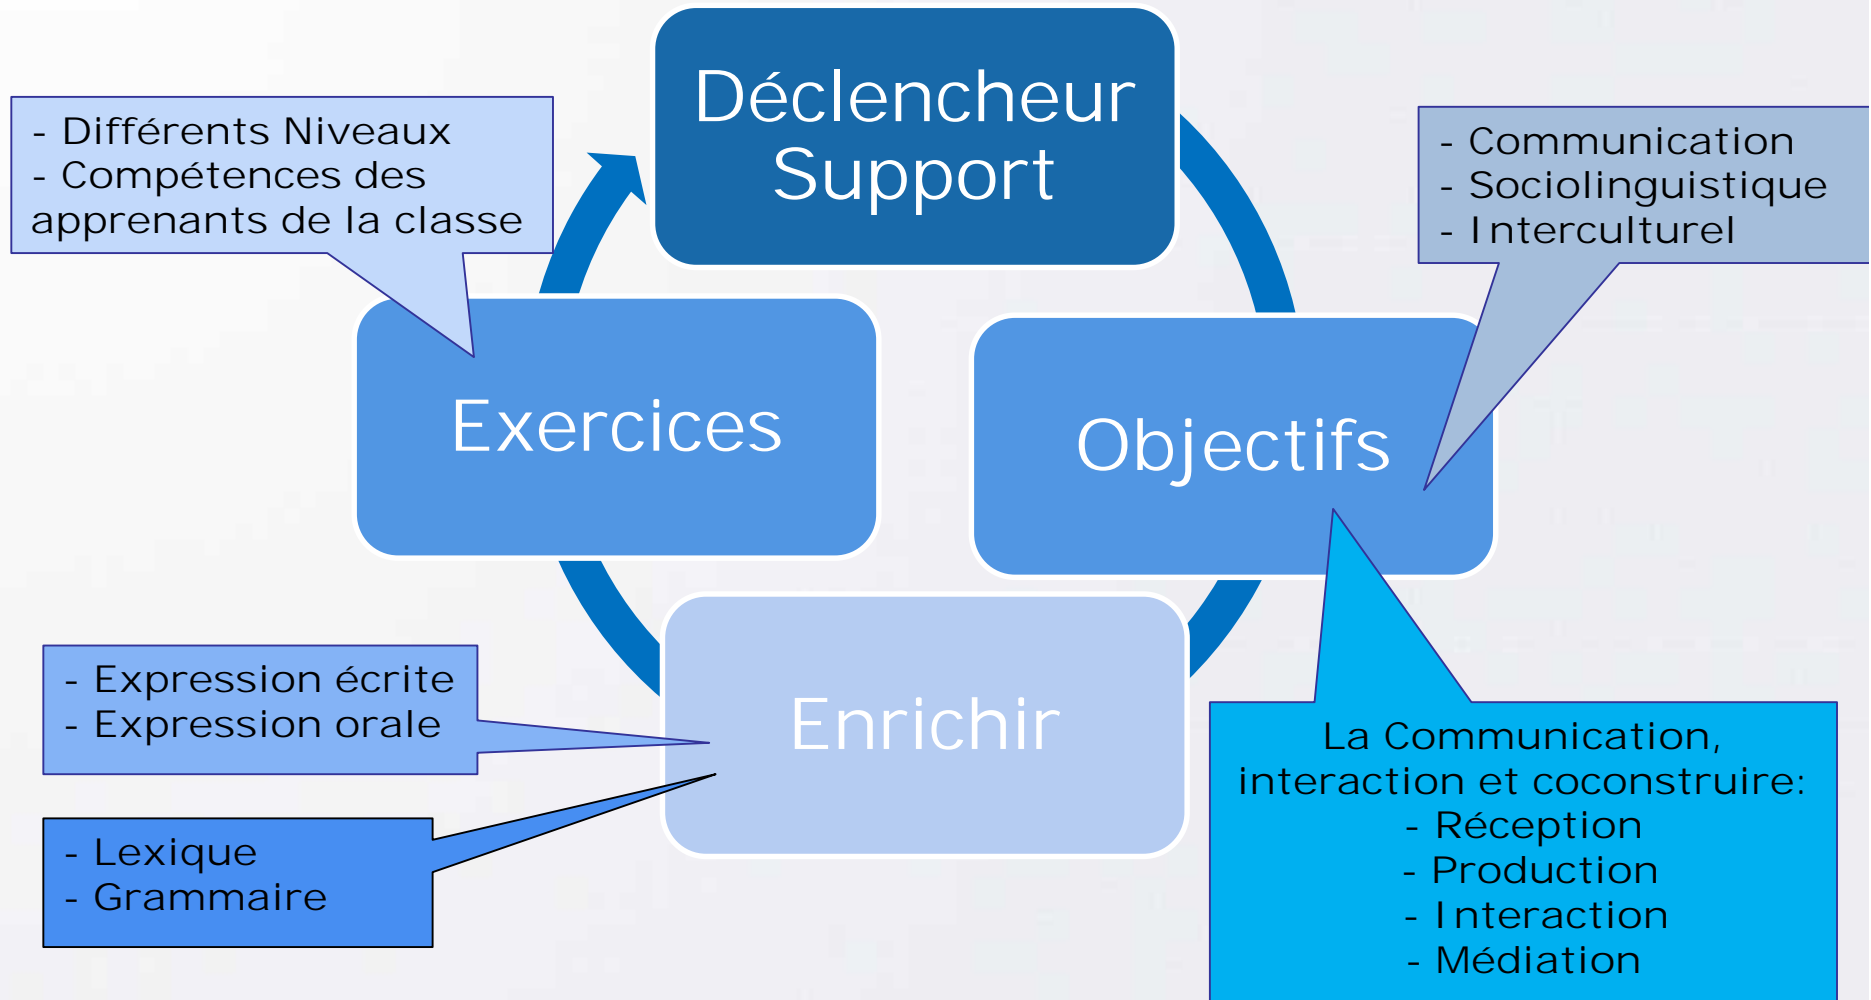 Déclencheur
Support
- Différents Niveaux
- Compétences des
apprenants de la classe
- Communication
- Sociolinguistique
- Interculturel
Exercices
Objectifs
Enrichir
- Expression écrite
- Expression orale
- Lexique
- Grammaire
La Communication,
interaction et coconstruire:
- Réception
- Production
- Interaction
- Médiation